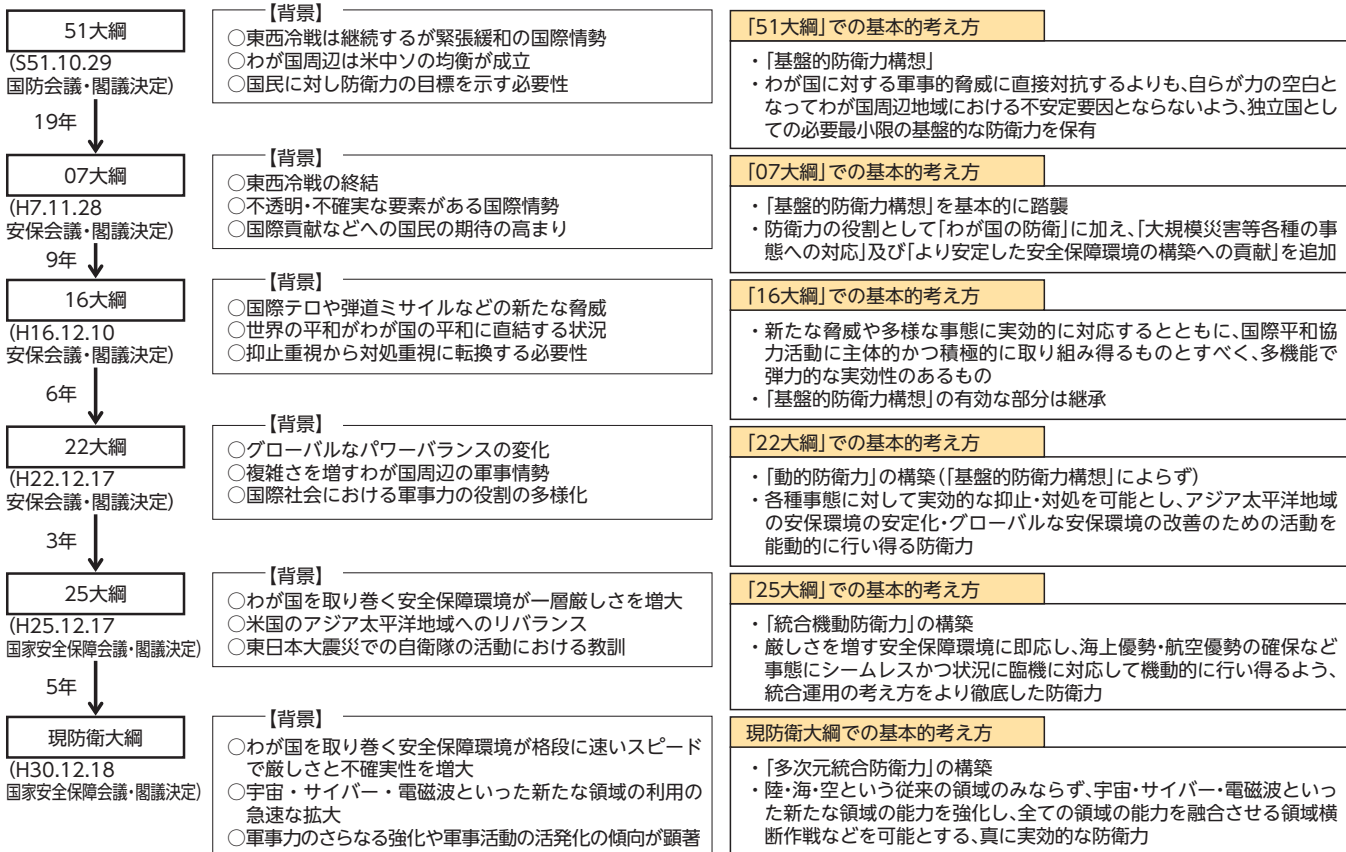 51大綱
(S51.10.29
国防会議・閣議決定)
【背景】
○東西冷戦は継続するが緊張緩和の国際情勢
○わが国周辺は米中ソの均衡が成立
○国民に対し防衛力の目標を示す必要性
「51大綱」での基本的考え方
・「基盤的防衛力構想」
・わが国に対する軍事的脅威に直接対抗するよりも、自らが力の空白と
なってわが国周辺地域における不安定要因とならないよう、独立国とし
ての必要最小限の基盤的な防衛力を保有
19年
07大綱
(H7.11.28
安保会議・閣議決定)
【背景】
○東西冷戦の終結
○不透明・不確実な要素がある国際情勢
○国際貢献などへの国民の期待の高まり
「07大綱」での基本的考え方
・「基盤的防衛力構想」を基本的に踏襲
・防衛力の役割として「わが国の防衛」に加え、「大規模災害等各種の事
態への対応」及び「より安定した安全保障環境の構築への貢献」を追加
9年
16大綱
(H16.12.10
安保会議・閣議決定)
【背景】
○国際テロや弾道ミサイルなどの新たな脅威
○世界の平和がわが国の平和に直結する状況
○抑止重視から対処重視に転換する必要性
「16大綱」での基本的考え方
・新たな脅威や多様な事態に実効的に対応するとともに、国際平和協
力活動に主体的かつ積極的に取り組み得るものとすべく、多機能で
弾力的な実効性のあるもの
・「基盤的防衛力構想」の有効な部分は継承
6年
22大綱
(H22.12.17
安保会議・閣議決定)
【背景】
○グローバルなパワーバランスの変化
○複雑さを増すわが国周辺の軍事情勢
○国際社会における軍事力の役割の多様化
「22大綱」での基本的考え方
・「動的防衛力」の構築(「基盤的防衛力構想」によらず)
・各種事態に対して実効的な抑止・対処を可能とし、アジア太平洋地域
の安保環境の安定化・グローバルな安保環境の改善のための活動を
能動的に行い得る防衛力
3年
25大綱
(H25.12.17
国家安全保障会議・閣議決定)
【背景】
○わが国を取り巻く安全保障環境が一層厳しさを増大
○米国のアジア太平洋地域へのリバランス
○東日本大震災での自衛隊の活動における教訓
「25大綱」での基本的考え方
・「統合機動防衛力」の構築
・厳しさを増す安全保障環境に即応し、海上優勢・航空優勢の確保など
事態にシームレスかつ状況に臨機に対応して機動的に行い得るよう、
統合運用の考え方をより徹底した防衛力
5年
現防衛大綱
(H30.12.18
国家安全保障会議・閣議決定)
【背景】
○わが国を取り巻く安全保障環境が格段に速いスピード
で厳しさと不確実性を増大
○宇宙・サイバー・電磁波といった新たな領域の利用の
急速な拡大
○軍事力のさらなる強化や軍事活動の活発化の傾向が顕著
現防衛大綱での基本的考え方
・「多次元統合防衛力」の構築
・陸・海・空という従来の領域のみならず、宇宙・サイバー・電磁波といっ
た新たな領域の能力を強化し、全ての領域の能力を融合させる領域横
断作戦などを可能とする、真に実効的な防衛力